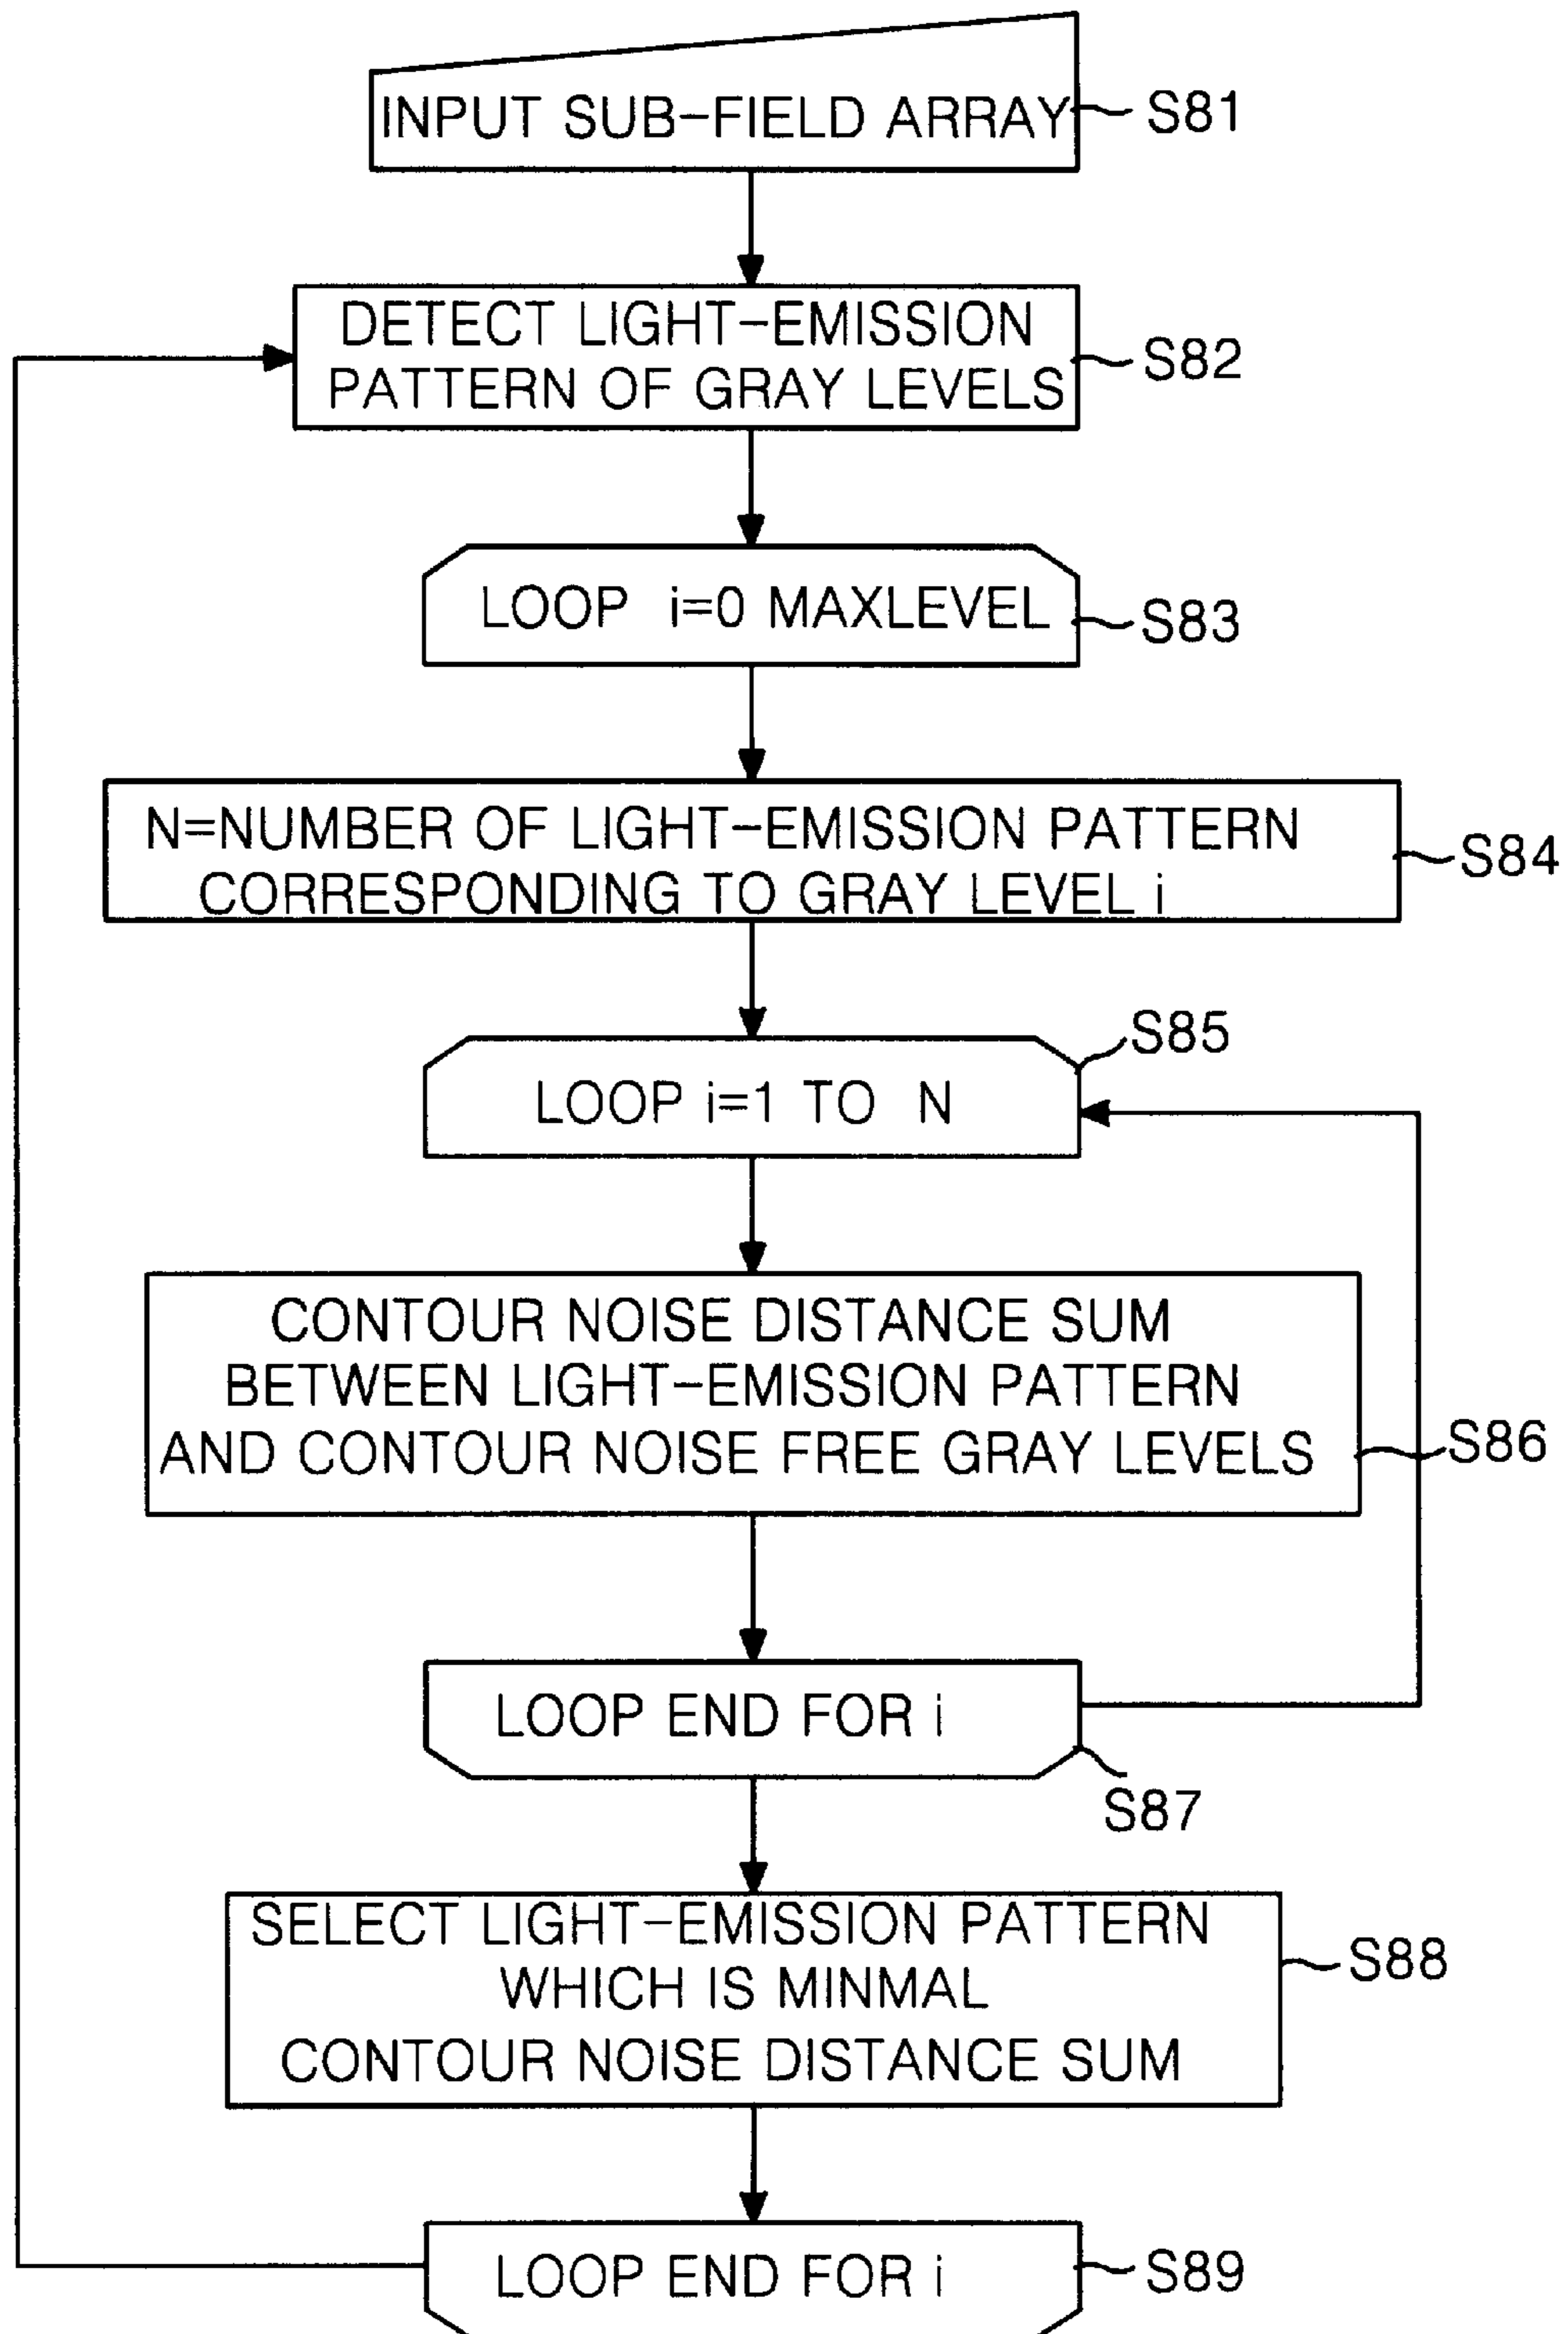 INPUT SUB-FIELD ARRAY
S81
DETECT LIGHT-EMISSION
PATTERN OF GRAY LEVELS
S82
LOOP i=0 MAXLEVEL
S83
N=NUMBER OF LIGHT-EMISSION PATTERN
CORRESPONDING TO GRAY LEVEL i
S84
S85
LOOP i=1 TO N
CONTOUR NOISE DISTANCE SUM
BETWEEN LIGHT-EMISSION PATTERN
AND CONTOUR NOISE FREE GRAY LEVELS
S86
LOOP END FOR i
S87
SELECT LIGHT-EMISSION PATTERN
WHICH IS MINMAL
CONTOUR NOISE DISTANCE SUM
S88
LOOP END FOR i
S89